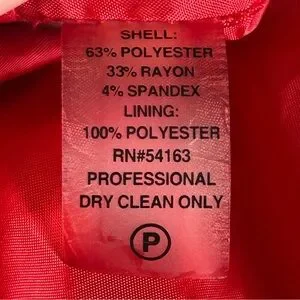 SHELL:
63% POLYESTER
33% RAYON
4% SPANDEX
LINING:
100% POLYESTER
RN#54163
PROFESSIONAL
DRY CLEAN ONLY
P